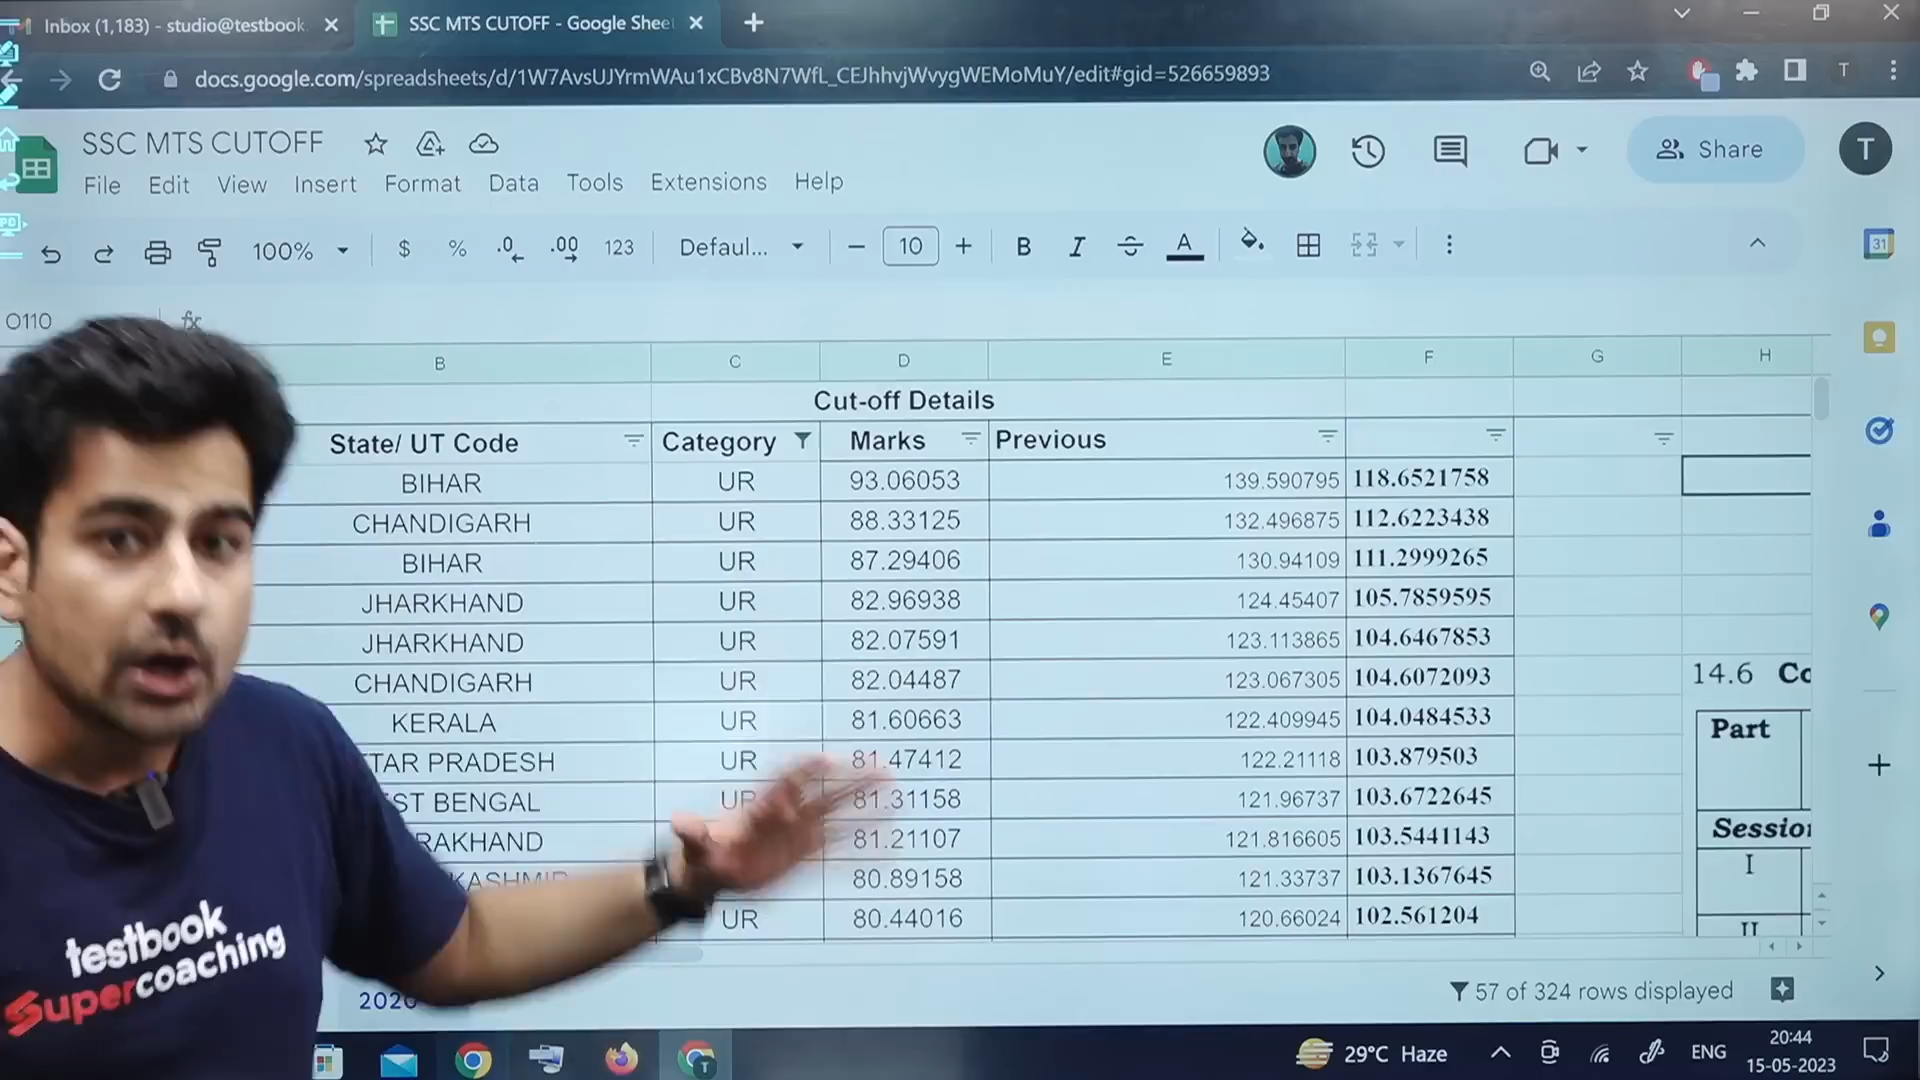 Inbox (1,183) - studio@testbook.
SSC MTS CUTOFF - Google Shee
docs.google.com/spreadsheets/d/1W7AvsUJYrmWAu1xCBv8N7WfL_CEJhhvjWvygWEMoMuY/edit#gid=526659893
T
SSC MTS CUTOFF
Share
T
File Edit View Insert Format Data Tools Extensions Help
100% $ % .0 .00 123 Defaul... 10 B I A
31
O110 fx
B C D E F G H
Cut-off Details
State/ UT Code Category Marks Previous
BIHAR UR 93.06053 139.590795 118.6521758
CHANDIGARH UR 88.33125 132.496875 112.6223438
BIHAR UR 87.29406 130.94109 111.2999265
JHARKHAND UR 82.96938 124.45407 105.7859595
JHARKHAND UR 82.07591 123.113865 104.6467853
CHANDIGARH UR 82.04487 123.067305 104.6072093
KERALA UR 81.60663 122.409945 104.0484533
TAR PRADESH UR 81.47412 122.21118 103.879503
ST BENGAL UR 81.31158 121.96737 103.6722645
RAKHAND 81.21107 121.816605 103.5441143
KASHMIR 80.89158 121.33737 103.1367645
UR 80.44016 120.66024 102.561204
14.6 Co
Part
Session
I
II
testbook
Supercoaching
2020
57 of 324 rows displayed
29°C Haze
ENG
20:44
15-05-2023